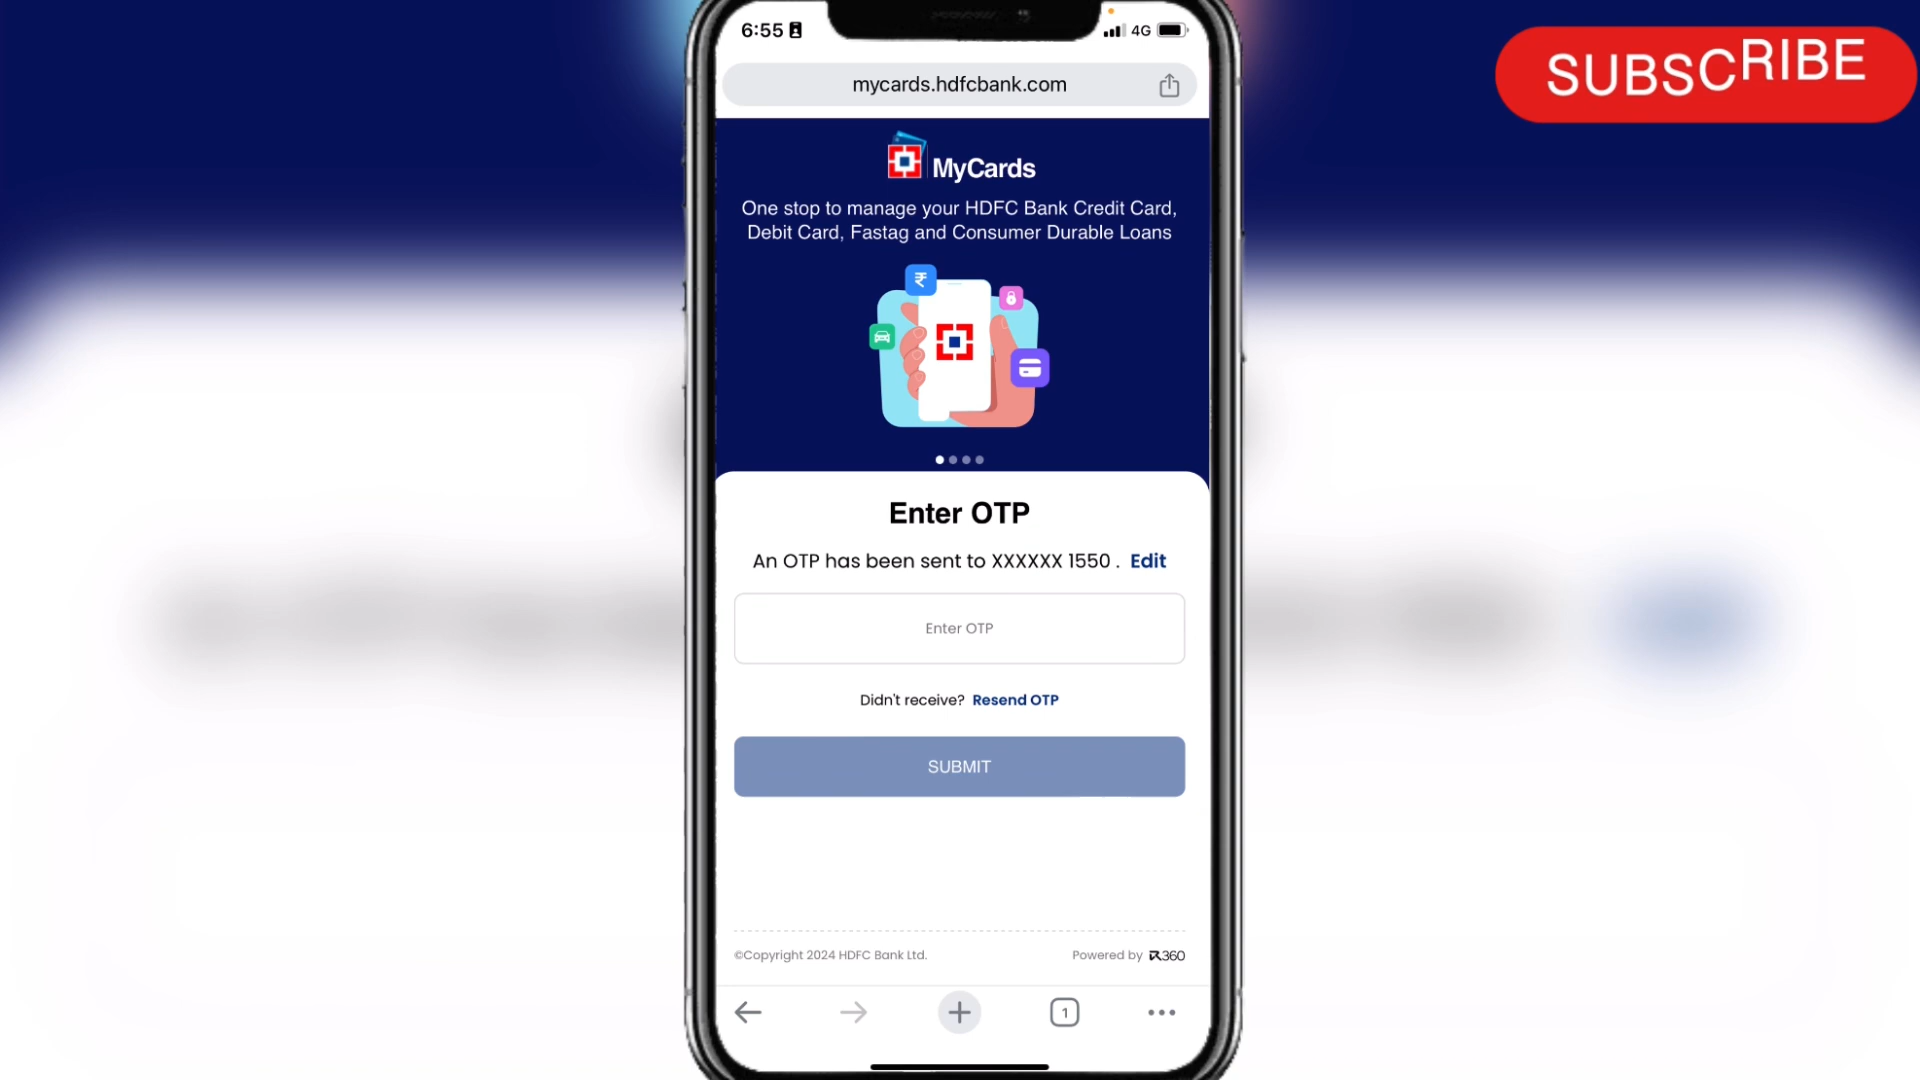 6:55
4G
SUBSCRIBE
mycards.hdfcbank.com
MyCards
One stop to manage your HDFC Bank Credit Card,
Debit Card, Fastag and Consumer Durable Loans
₹
Enter OTP
An OTP has been sent to XXXXXX 1550 . Edit
Enter OTP
Didn't receive? Resend OTP
SUBMIT
©Copyright 2024 HDFC Bank Ltd.
Powered by R360
1